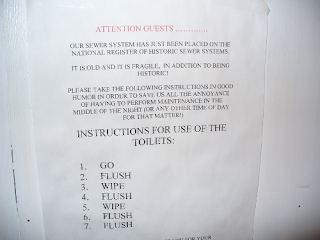 ATTENTION GUESTS .............
OUR SEWER SYSTEM HAS JUST BEEN PLACED ON THE
NATIONAL REGISTER OF HISTORIC SEWER SYSTEMS.
IT IS OLD AND IT IS FRAGILE, IN ADDITION TO BEING
HISTORIC!
PLEASE TAKE THE FOLLOWING INSTRUCTIONS IN GOOD
HUMOR IN ORDER TO SAVE US ALL THE ANNOYANCE
OF HAVING TO PERFORM MAINTENANCE IN THE
MIDDLE OF THE NIGHT (OR ANY OTHER TIME OF DAY
FOR THAT MATTER!)
INSTRUCTIONS FOR USE OF THE
TOILETS:
1. GO
2. FLUSH
3. WIPE
4. FLUSH
5. WIPE
6. FLUSH
7. FLUSH
FOR YOUR